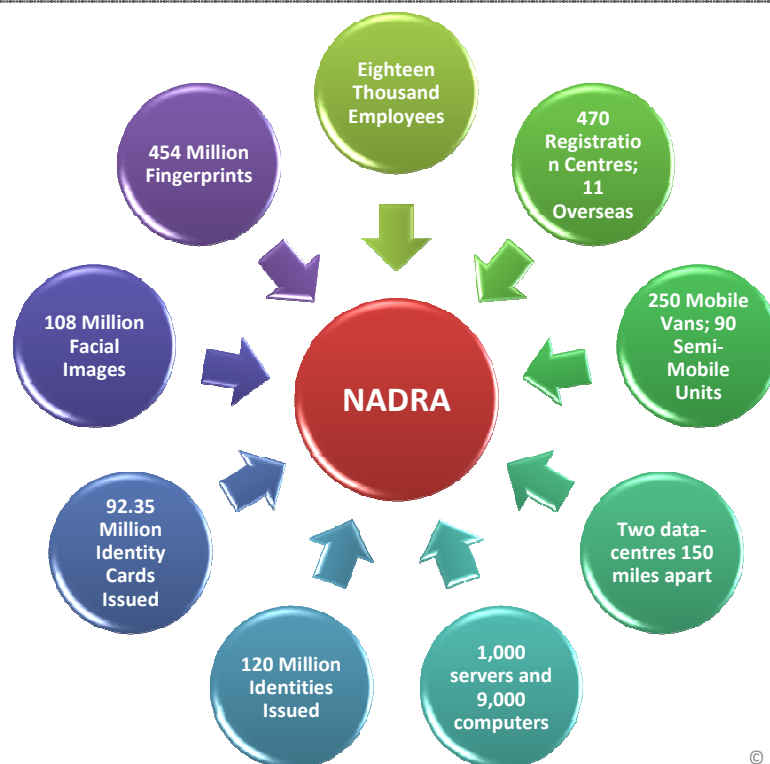 Eighteen
Thousand
Employees
470
Registratio
n Centres;
11
Overseas
250 Mobile
Vans; 90
Semi-
Mobile
Units
Two data-
centres 150
miles apart
1,000
servers and
9,000
computers
120 Million
Identities
Issued
92.35
Million
Identity
Cards
Issued
108 Million
Facial
Images
454 Million
Fingerprints
NADRA
©